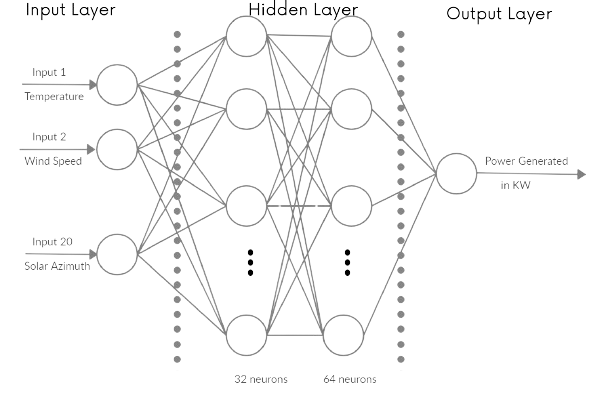 Input Layer
Hidden Layer
Output Layer
Input 1
Temperature
Input 2
Wind Speed
Input 20
Solar Azimuth
Power Generated
in KW
32 neurons
64 neurons